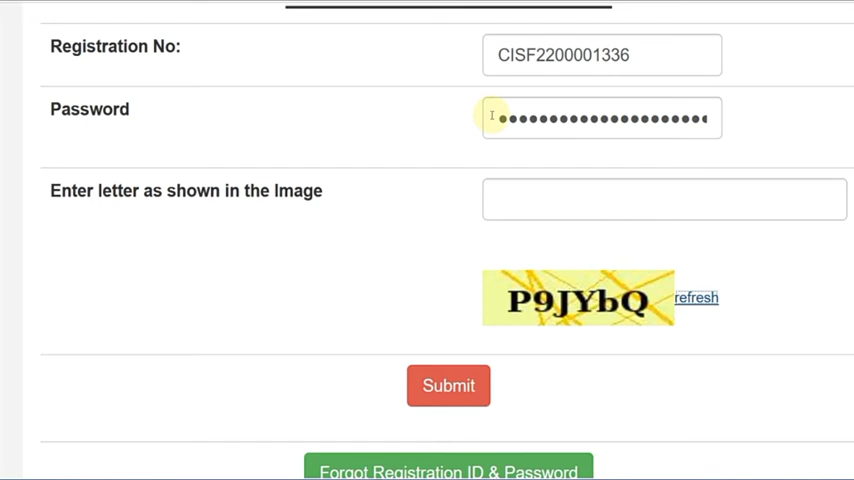 Registration No:
CISF2200001336
Password
Enter letter as shown in the Image
P9JYbQ
refresh
Submit
Forgot Registration ID & Password